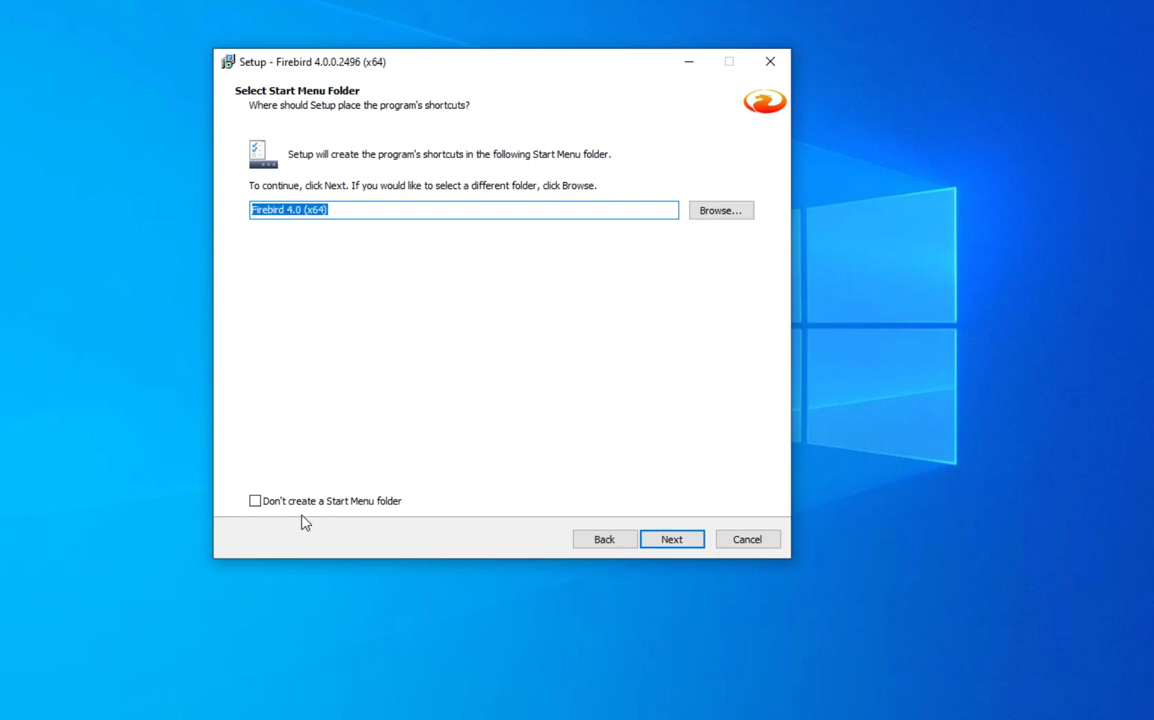 Setup - Firebird 4.0.0.2496 (x64)
Select Start Menu Folder
Where should Setup place the program's shortcuts?
Setup will create the program's shortcuts in the following Start Menu folder.
To continue, click Next. If you would like to select a different folder, click Browse.
Firebird 4.0 (x64) Browse...
Don't create a Start Menu folder
Back Next Cancel